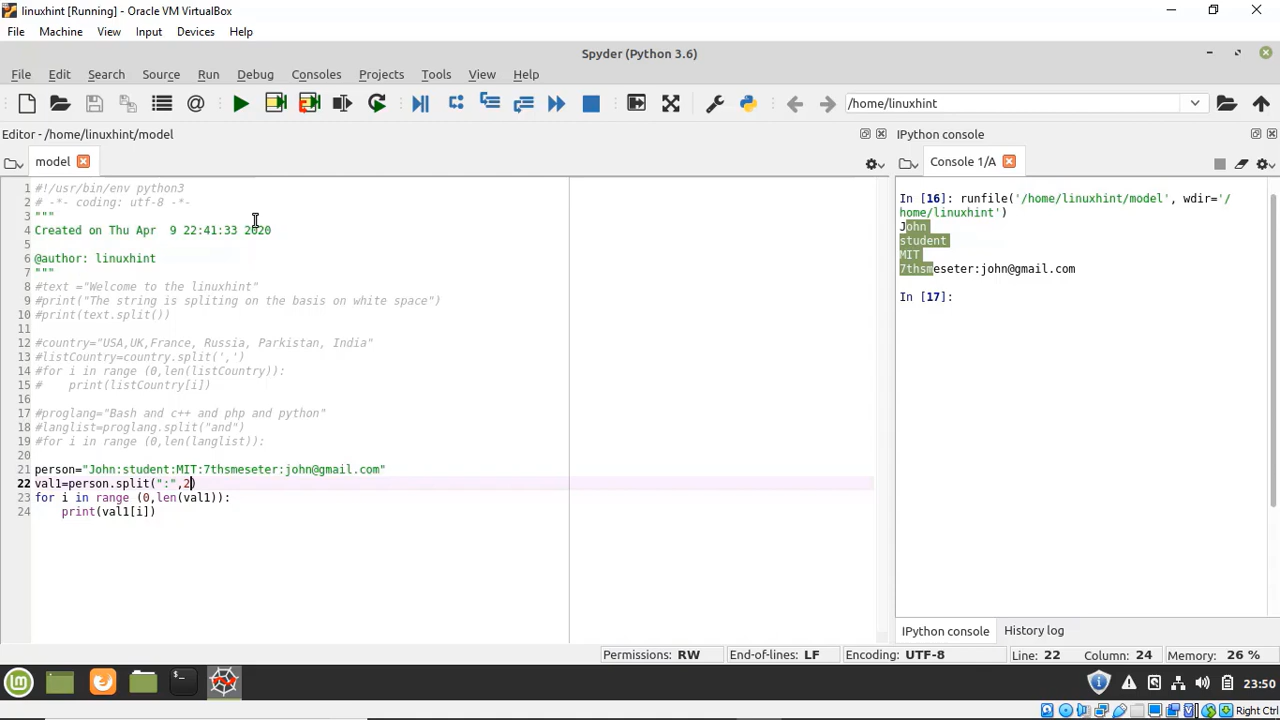 linuxhint [Running] - Oracle VM VirtualBox
File Machine View Input Devices Help
Spyder (Python 3.6)
File Edit Search Source Run Debug Consoles Projects Tools View Help
/home/linuxhint
Editor - /home/linuxhint/model
model
1 #!/usr/bin/env python3
2 # -*- coding: utf-8 -*-
3 """
4 Created on Thu Apr  9 22:41:33 2020
5
6 @author: linuxhint
7 """
8 #text ="Welcome to the linuxhint"
9 #print("The string is spliting on the basis on white space")
10 #print(text.split())
11
12 #country="USA,UK,France, Russia, Parkistan, India"
13 #listCountry=country.split(',')
14 #for i in range (0,len(listCountry)):
15 #    print(listCountry[i])
16
17 #proglang="Bash and c++ and php and python"
18 #langlist=proglang.split("and")
19 #for i in range (0,len(langlist)):
20
21 person="John:student:MIT:7thsmeseter:john@gmail.com"
22 val1=person.split(":",2)
23 for i in range (0,len(val1)):
24     print(val1[i])
IPython console
Console 1/A
In [16]: runfile('/home/linuxhint/model', wdir='/
home/linuxhint')
John
student
MIT
7thsmeseter:john@gmail.com
In [17]:
IPython console History log
Permissions: RW End-of-lines: LF Encoding: UTF-8 Line: 22 Column: 24 Memory: 26 %
23:50
Right Ctrl